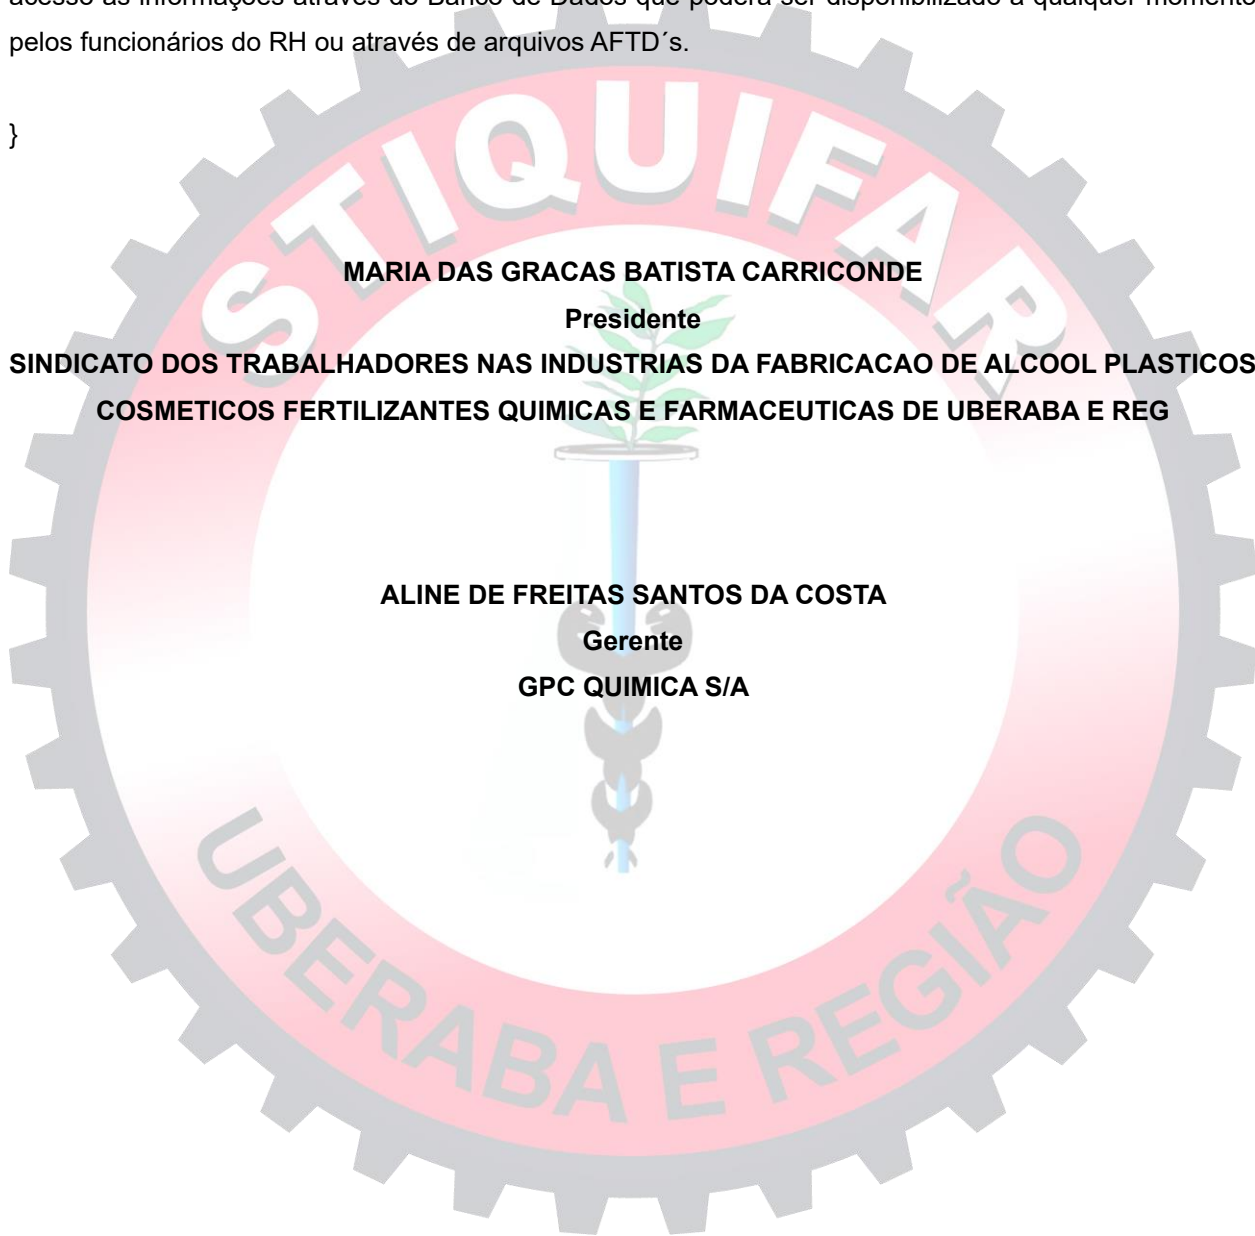 acesso às informações através do Banco de Dados que poderá ser disponibilizado a qualquer momento
pelos funcionários do RH ou através de arquivos AFTD´s.
}
STIQUIFAR
MARIA DAS GRACAS BATISTA CARRICONDE
Presidente
SINDICATO DOS TRABALHADORES NAS INDUSTRIAS DA FABRICACAO DE ALCOOL PLASTICOS
COSMETICOS FERTILIZANTES QUIMICAS E FARMACEUTICAS DE UBERABA E REG
ALINE DE FREITAS SANTOS DA COSTA
Gerente
GPC QUIMICA S/A
UBERABA E REGIÃO